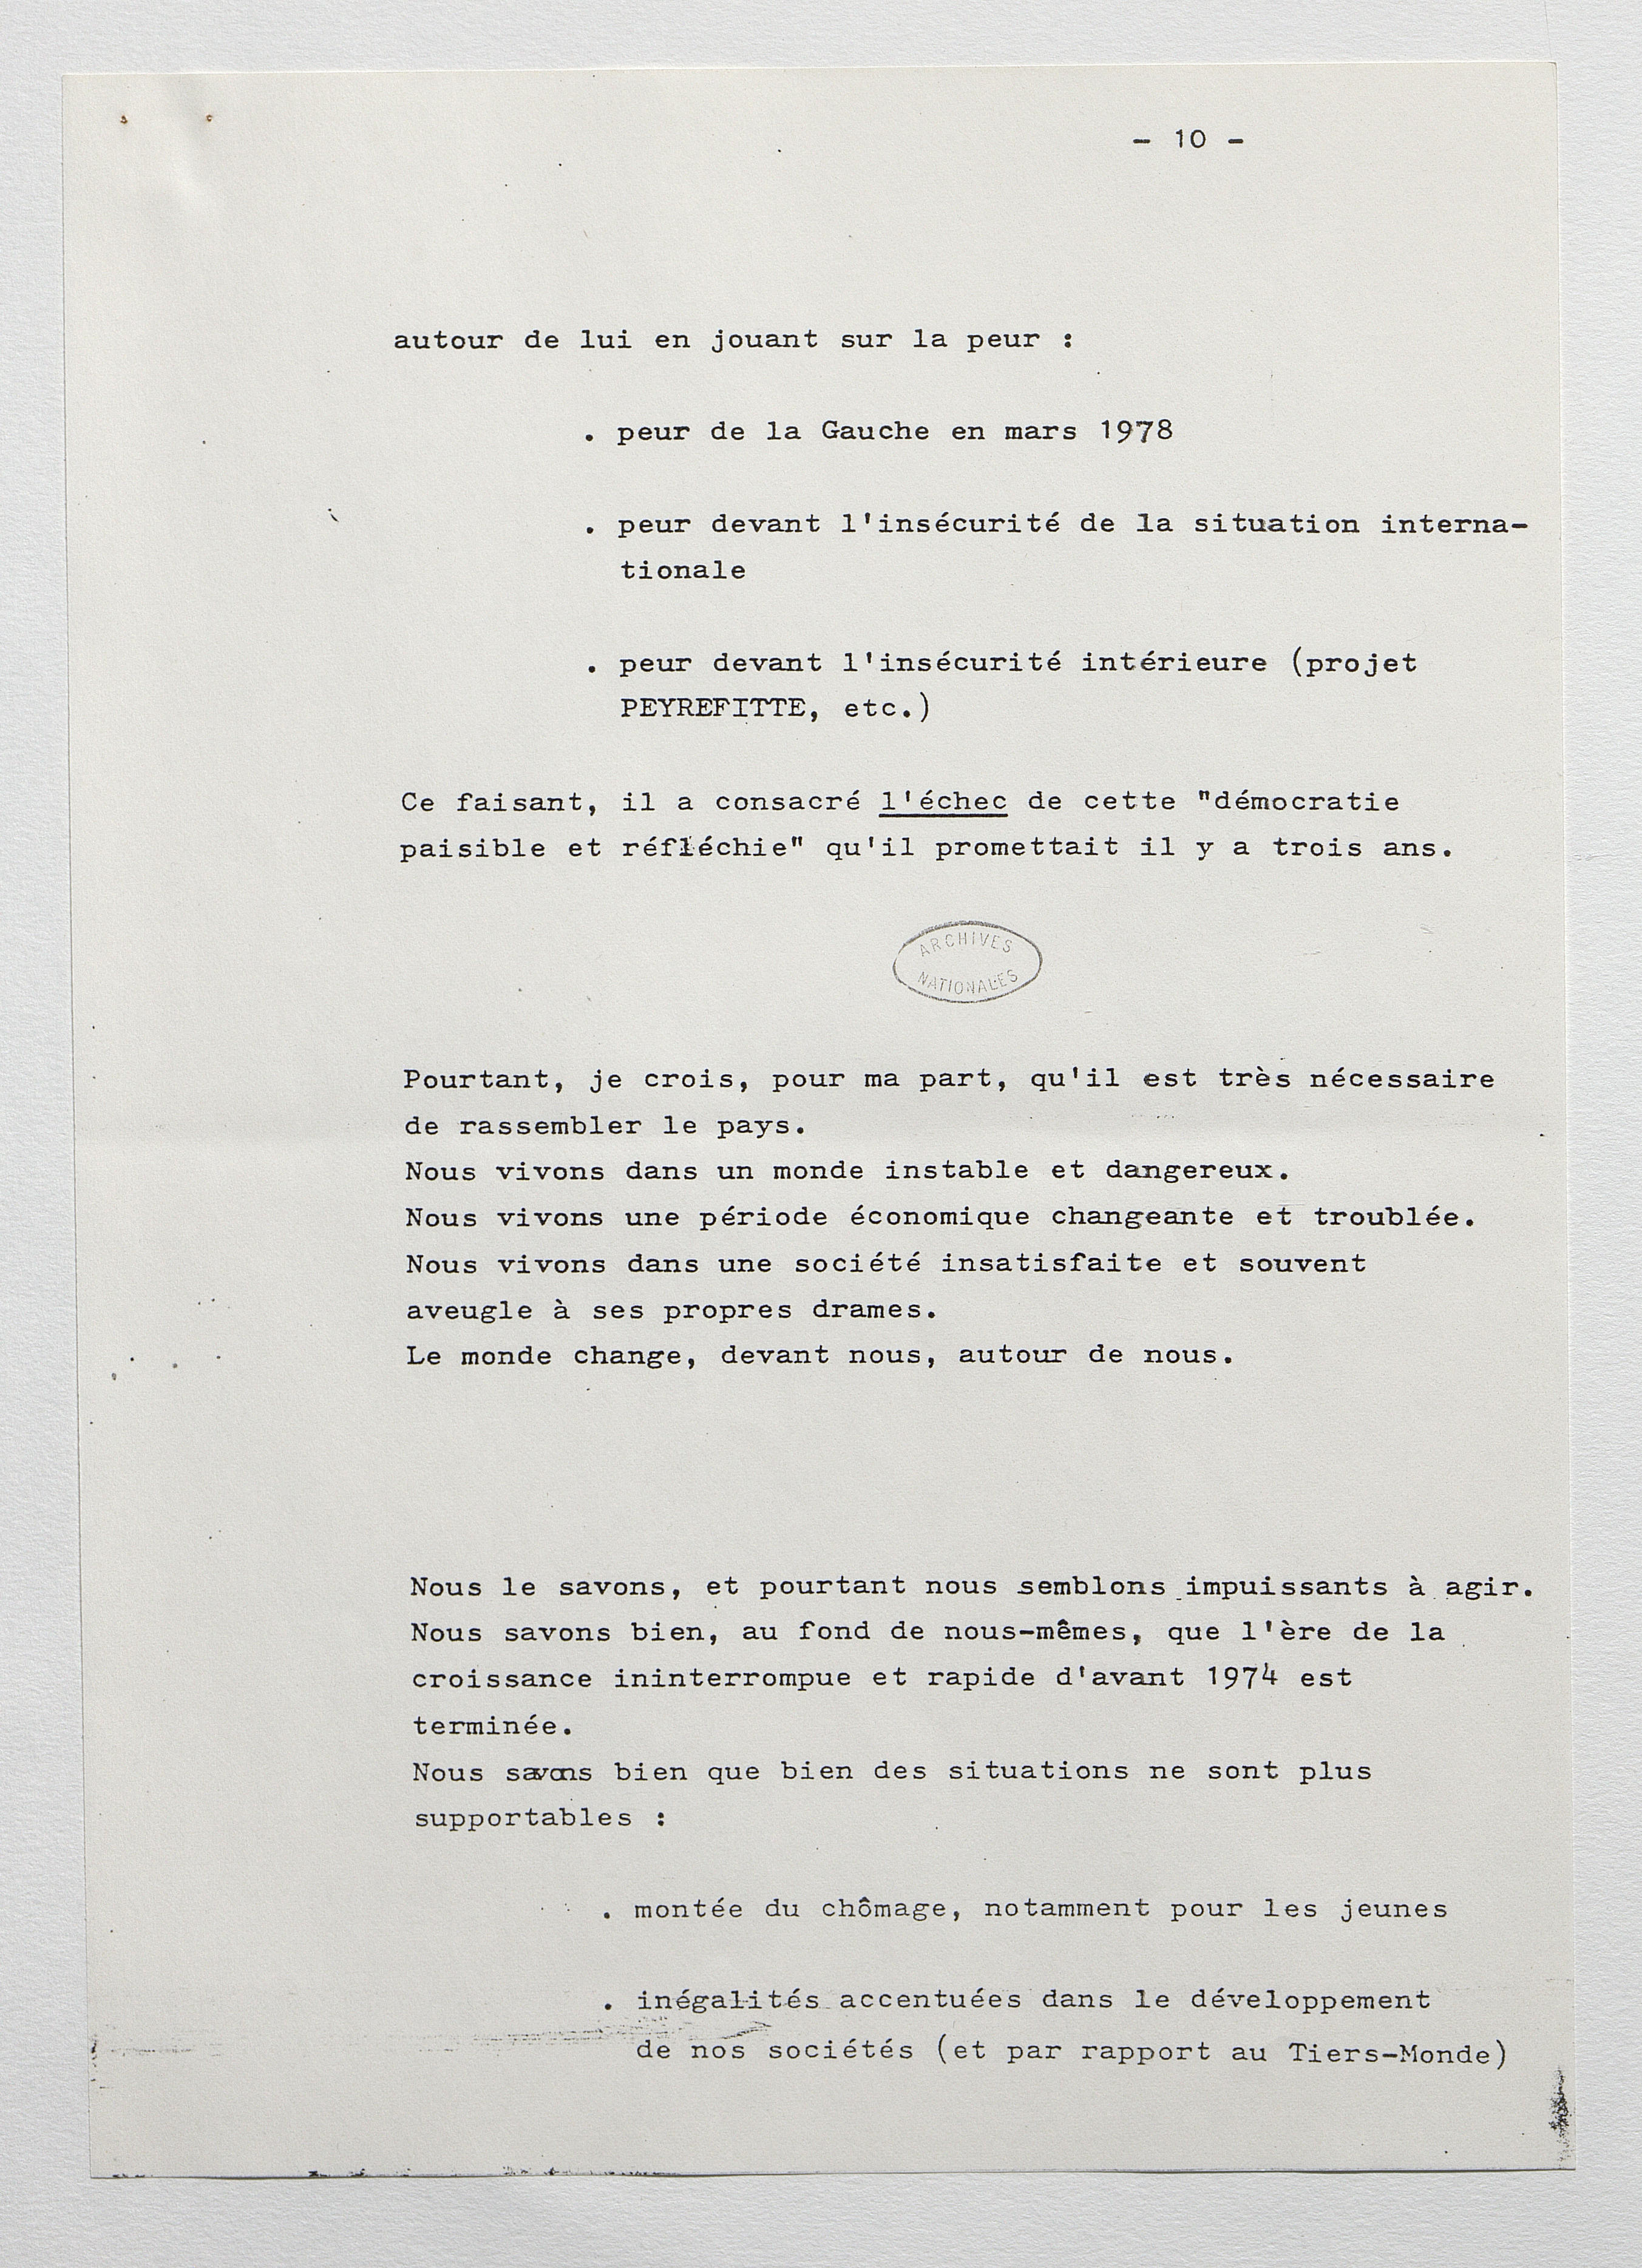 - 10 -
autour de lui en jouant sur la peur :
. peur de la Gauche en mars 1978
. peur devant l'insécurité de la situation interna-
tionale
. peur devant l'insécurité intérieure (projet
PEYREFITTE, etc.)
Ce faisant, il a consacré l'échec de cette "démocratie
paisible et réfléchie" qu'il promettait il y a trois ans.
ARCHIVES
NATIONALES
Pourtant, je crois, pour ma part, qu'il est très nécessaire
de rassembler le pays.
Nous vivons dans un monde instable et dangereux.
Nous vivons une période économique changeante et troublée.
Nous vivons dans une société insatisfaite et souvent
aveugle à ses propres drames.
Le monde change, devant nous, autour de nous.
Nous le savons, et pourtant nous semblons impuissants à agir.
Nous savons bien, au fond de nous-mêmes, que l'ère de la
croissance ininterrompue et rapide d'avant 1974 est
terminée.
Nous savons bien que bien des situations ne sont plus
supportables :
. montée du chômage, notamment pour les jeunes
. inégalités accentuées dans le développement
de nos sociétés (et par rapport au Tiers-Monde)